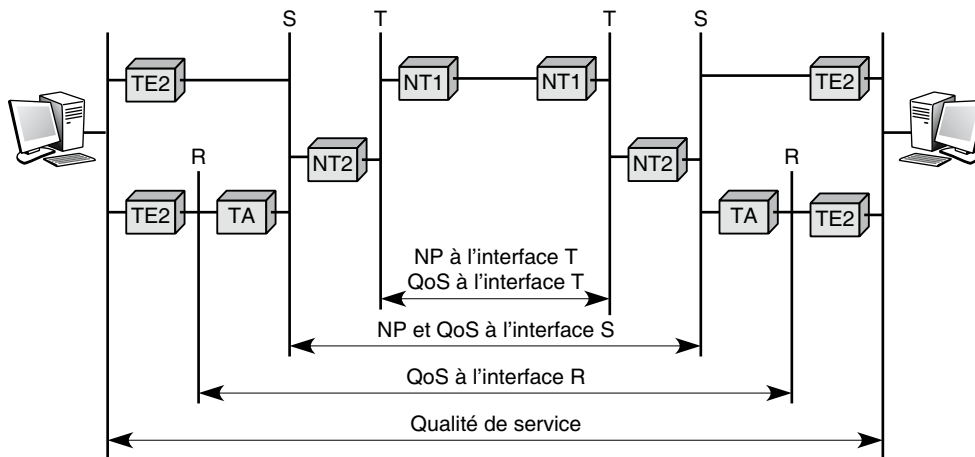 S T T S
TE2 NT1 NT1 TE2
NT2 NT2
R R
TE2 TA TA TE2
NP à l'interface T
QoS à l'interface T
NP et QoS à l'interface S
QoS à l'interface R
Qualité de service